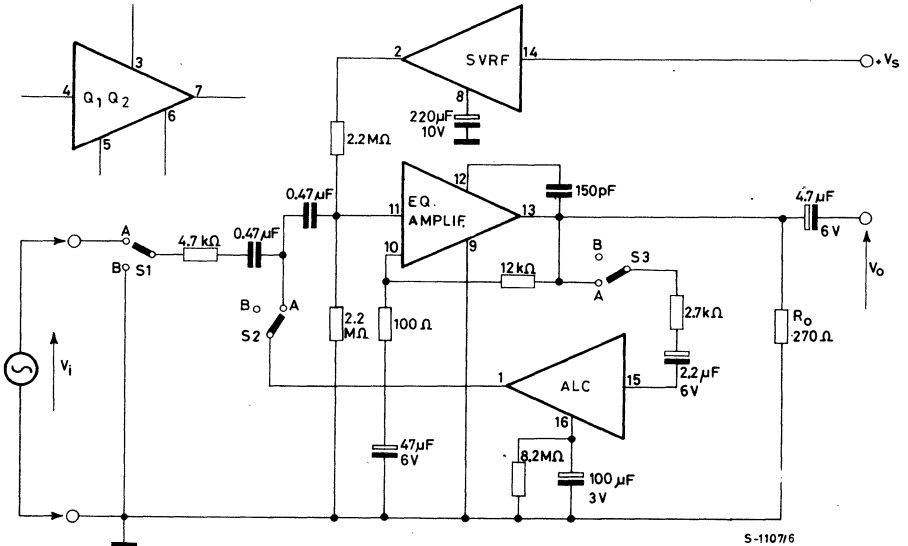 3
4
Q1 Q2
7
6
5
2
SVRF
14
+Vs
8
220µF
10V
2.2MΩ
12
150pF
4.7µF
6V
0.47µF
11
EQ.
AMPLIF.
13
10
9
A
4.7kΩ
0.47µF
B
S1
B
A
S2
12kΩ
B
S3
A
Vo
2.2
MΩ
100Ω
2.7kΩ
Ro
270Ω
Vi
1
ALC
15
2.2µF
6V
16
47µF
6V
8.2MΩ
100µF
3V
S-1107/6